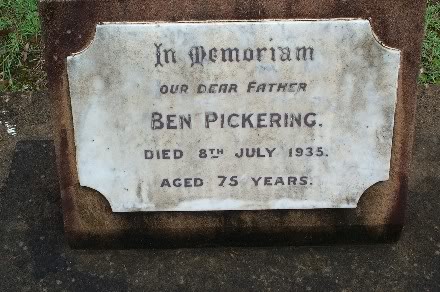 In Memoriam
OUR DEAR FATHER
BEN PICKERING.
DIED 8TH JULY 1935.
AGED 75 YEARS.